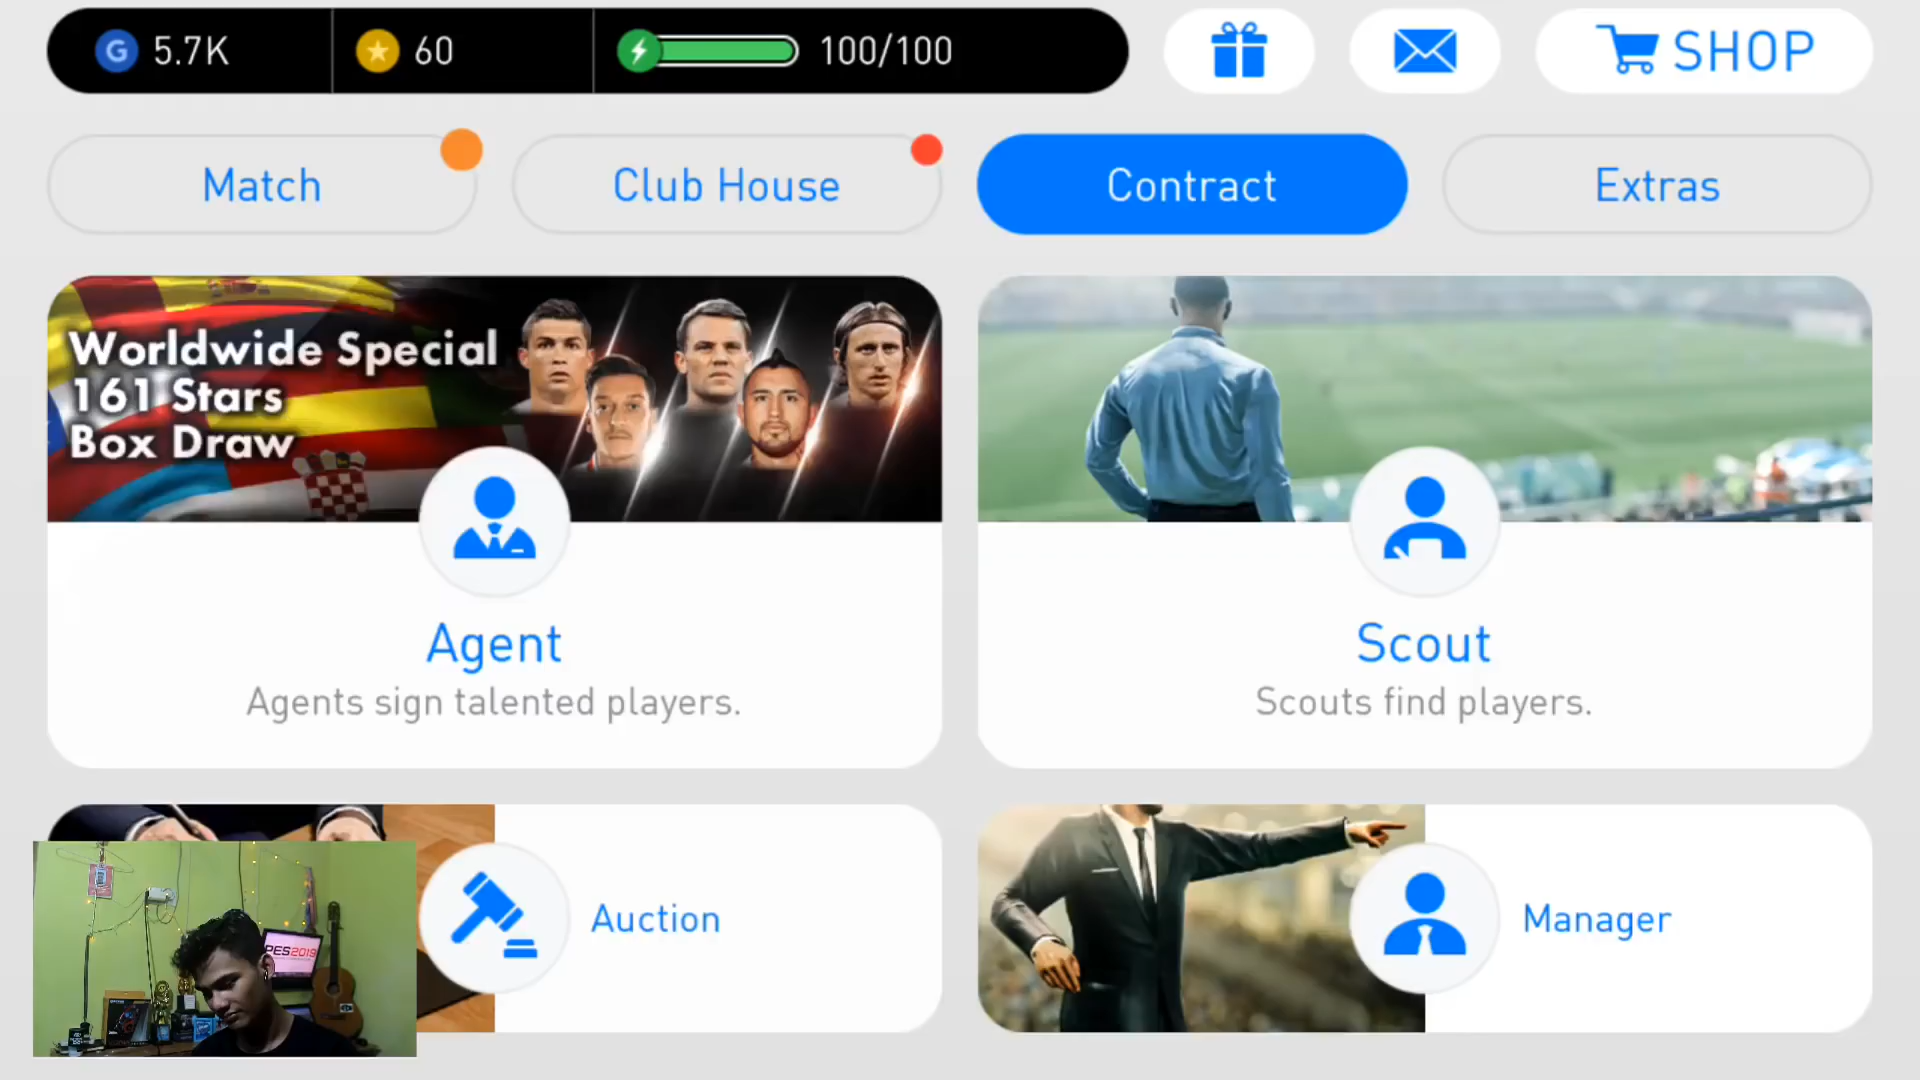 G 5.7K
60
100/100
SHOP
Match
Club House
Contract
Extras
Worldwide Special
161 Stars
Box Draw
Agent
Agents sign talented players.
Scout
Scouts find players.
Auction
Manager
PES2019